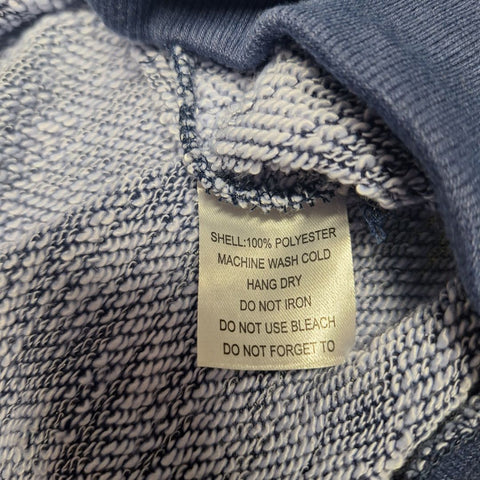 SHELL:100% POLYESTER
MACHINE WASH COLD
HANG DRY
DO NOT IRON
DO NOT USE BLEACH
DO NOT FORGET TO